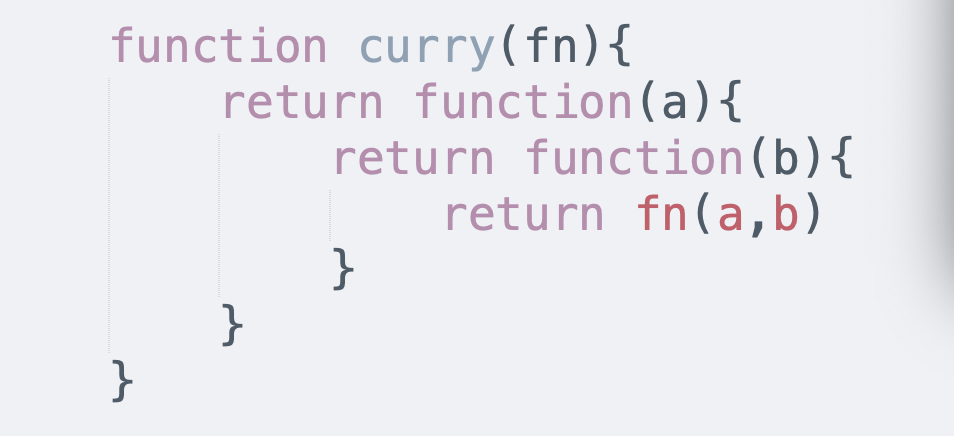 function curry(fn){
    return function(a){
        return function(b){
            return fn(a,b)
        }
    }
}